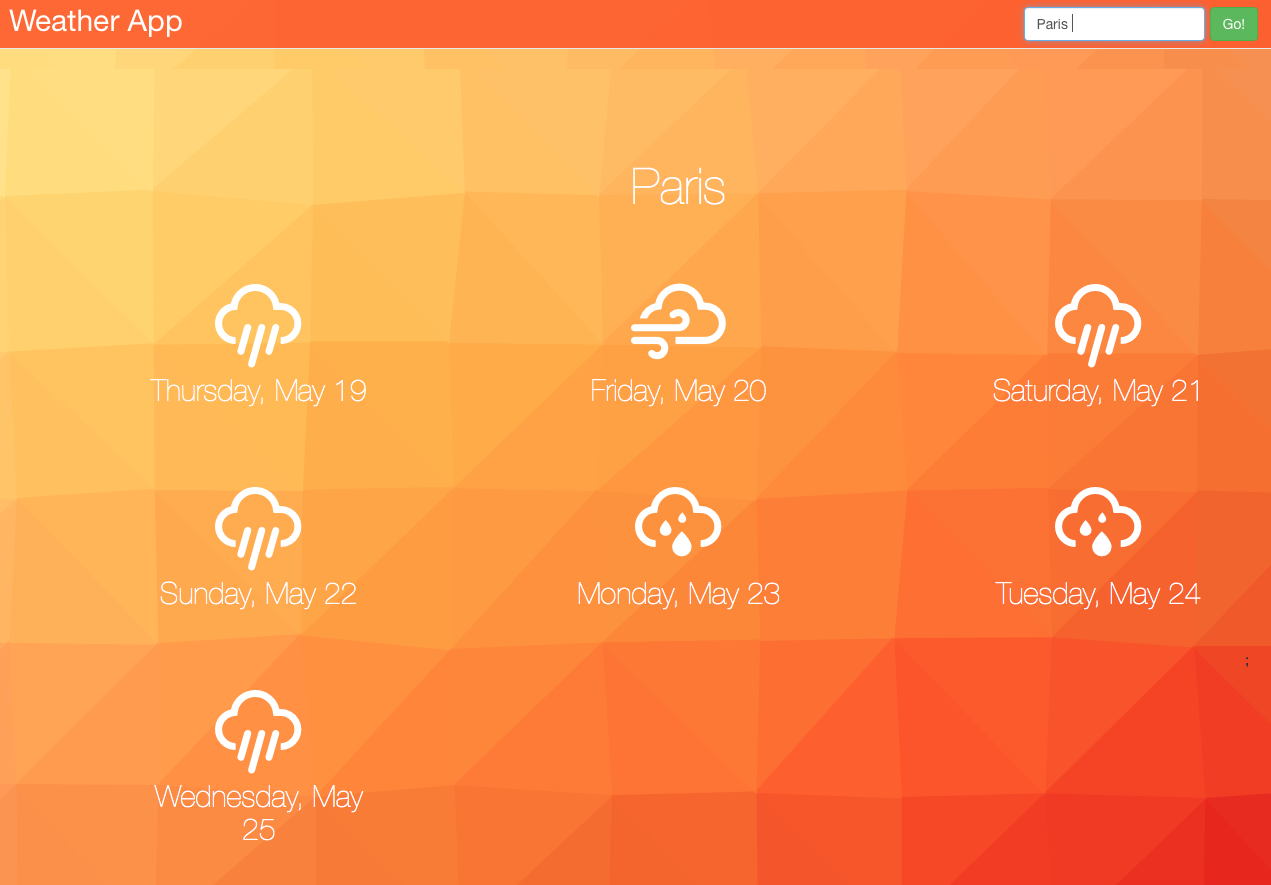 Weather App
Paris
Go!
Paris
Thursday, May 19
Friday, May 20
Saturday, May 21
Sunday, May 22
Monday, May 23
Tuesday, May 24
;
Wednesday, May
25